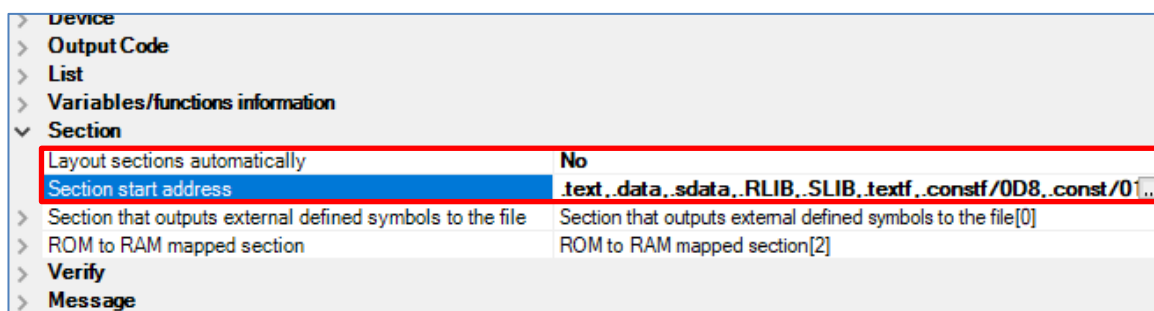 Device
Output Code
List
Variables/functions information
Section
Layout sections automatically No
Section start address .text,.data,.sdata,.RLIB,.SLIB,.textf,.constf/0D8,.const/01...
Section that outputs external defined symbols to the file Section that outputs external defined symbols to the file[0]
ROM to RAM mapped section ROM to RAM mapped section[2]
Verify
Message